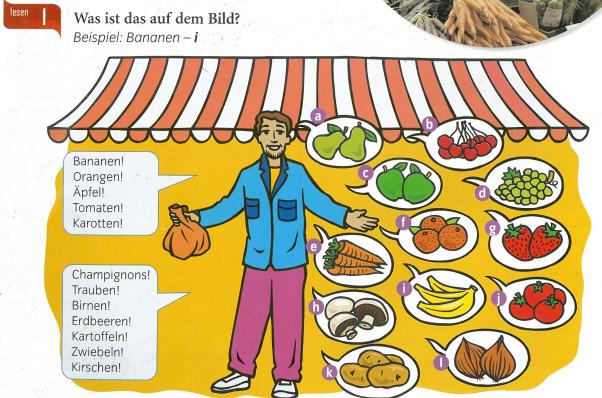 lesen
1
Was ist das auf dem Bild?
Beispiel: Bananen – i
a
b
c
d
e
f
g
h
i
j
k
l
Bananen!
Orangen!
Äpfel!
Tomaten!
Karotten!
Champignons!
Trauben!
Birnen!
Erdbeeren!
Kartoffeln!
Zwiebeln!
Kirschen!